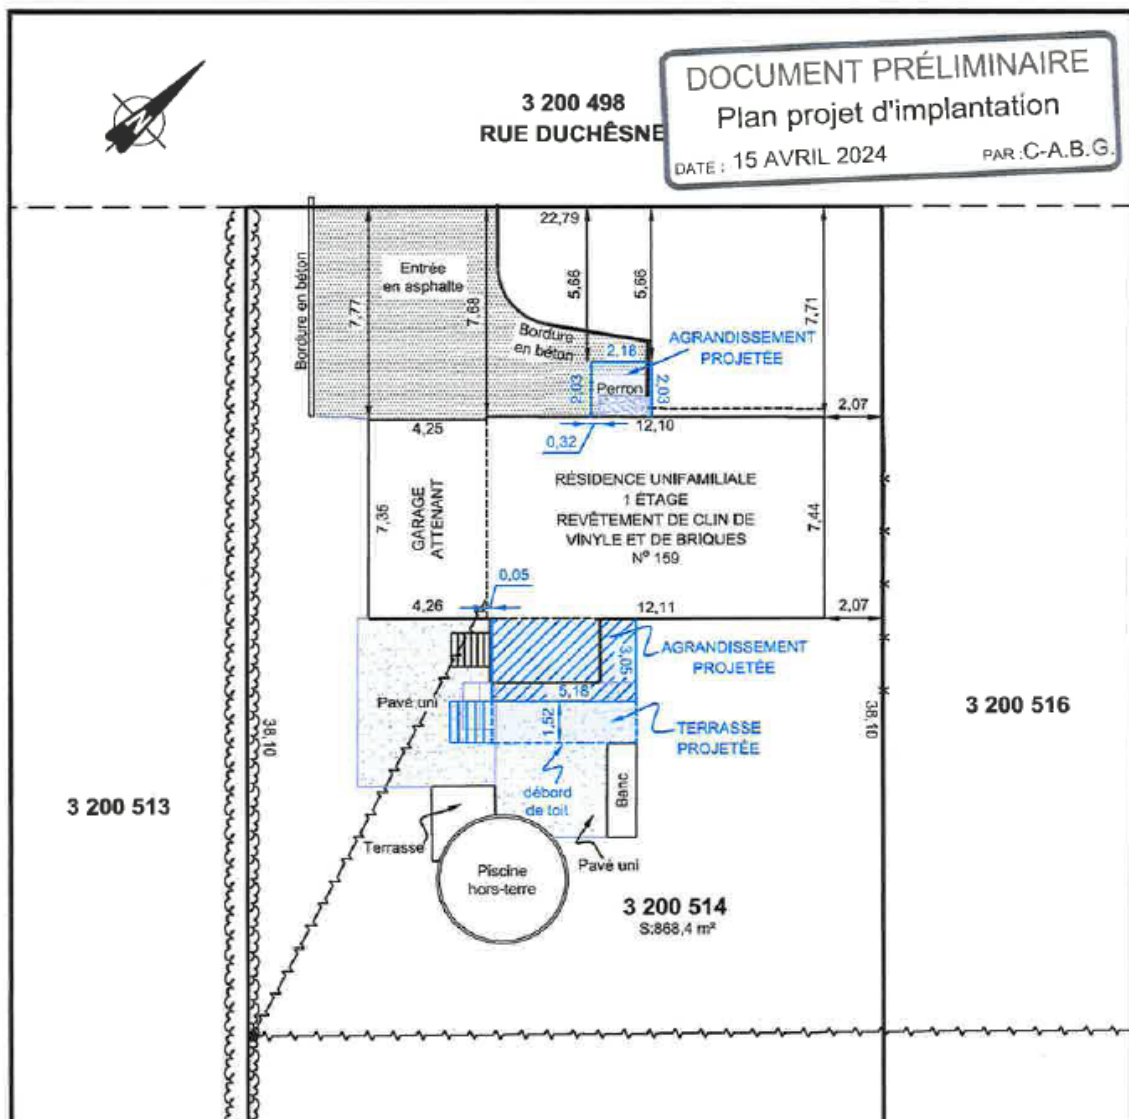 3 200 498
RUE DUCHÊSNE
DOCUMENT PRÉLIMINAIRE
Plan projet d'implantation
DATE : 15 AVRIL 2024 PAR : C-A.B.G.
22,79
Bordure en béton
Entrée
en asphalte
7,77
7,68
5,66
5,66
7,71
Bordure
en béton
AGRANDISSEMENT
PROJETÉE
2,18
2,03
Perron
2,03
2,07
4,25
0,32
12,10
GARAGE
ATTENANT
7,35
RÉSIDENCE UNIFAMILIALE
1 ÉTAGE
REVÊTEMENT DE CLIN DE
VINYLE ET DE BRIQUES
Nº 159
7,44
0,05
4,26
12,11
2,07
AGRANDISSEMENT
PROJETÉE
3,05
5,18
Pavé uni
1,52
TERRASSE
PROJETÉE
38,10
38,10
3 200 516
débord
de toit
Banc
3 200 513
Terrasse
Pavé uni
Piscine
hors-terre
3 200 514
S:868,4 m²